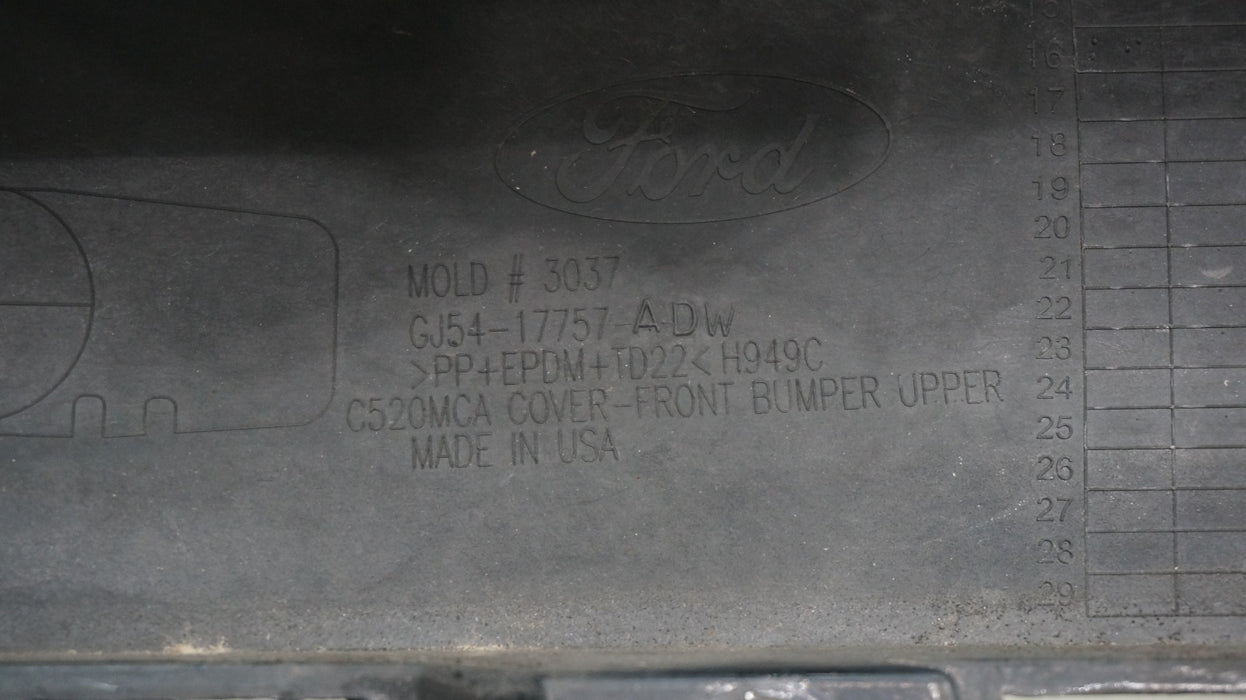 Ford
MOLD # 3037
GJ54-17757-ADW
>PP+EPDM+TD22< H949C
C520MCA COVER-FRONT BUMPER UPPER
MADE IN USA
15
16
17
18
19
20
21
22
23
24
25
26
27
28
29